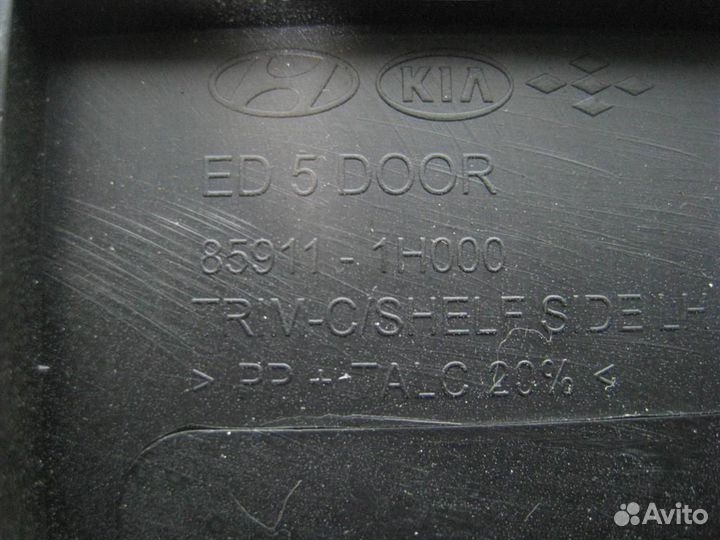 KIA
ED 5 DOOR
85911 - 1H000
TRIM-C/SHELF SIDE LH
> PP + TALC 20% <
Avito